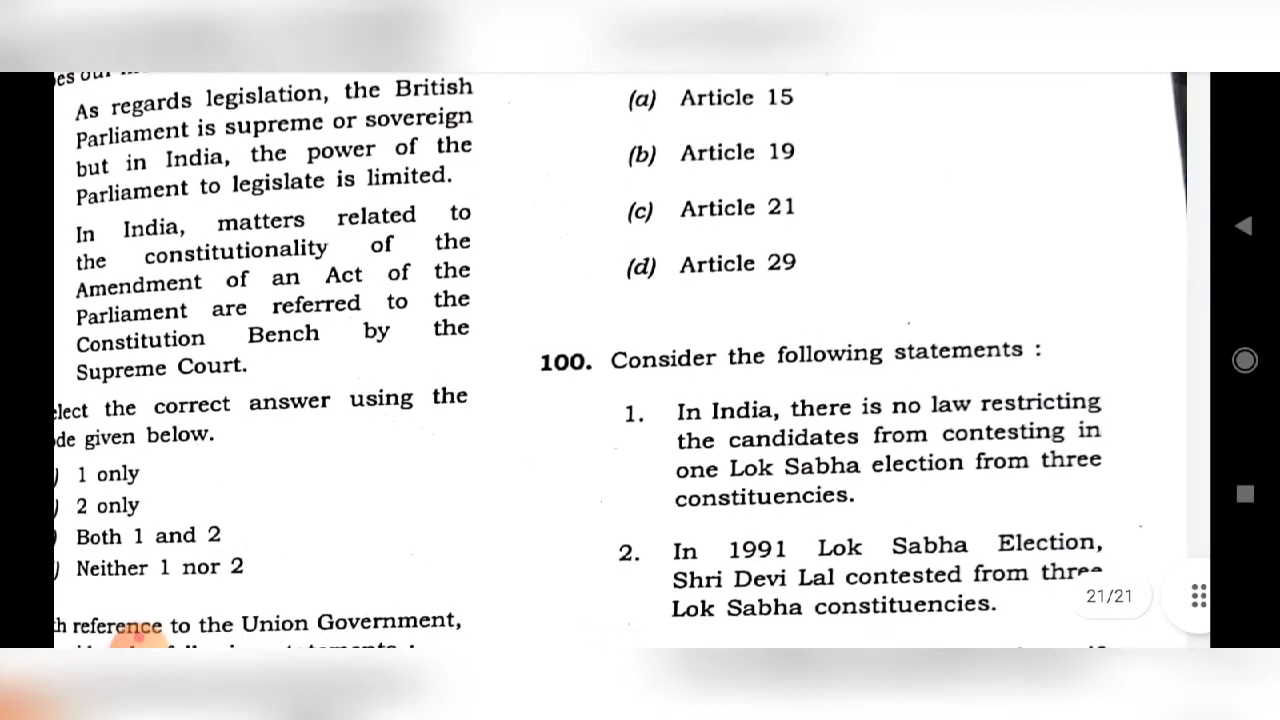 As regards legislation, the British
Parliament is supreme or sovereign
but in India, the power of the
Parliament to legislate is limited.
In India, matters related to
the constitutionality of the
Amendment of an Act of the
Parliament are referred to the
Constitution Bench by the
Supreme Court.
the correct answer using the
given below.
1 only
2 only
Both 1 and 2
Neither 1 nor 2
reference to the Union Government,
(a) Article 15
(b) Article 19
(c) Article 21
(d) Article 29
100. Consider the following statements :
1. In India, there is no law restricting
the candidates from contesting in
one Lok Sabha election from three
constituencies.
2. In 1991 Lok Sabha Election,
Shri Devi Lal contested from three
Lok Sabha constituencies.
21/21